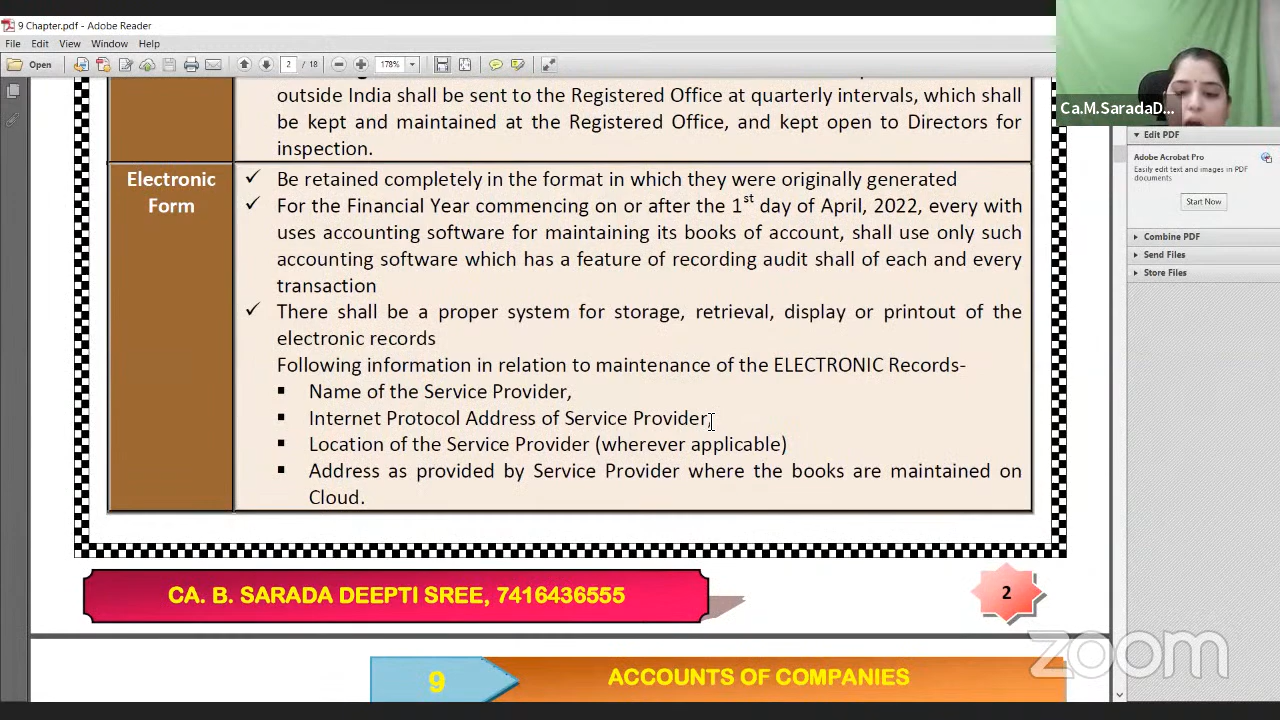 9 Chapter.pdf - Adobe Reader
File Edit View Window Help
Open 2 / 18 178%
Ca.M.SaradaD...
outside India shall be sent to the Registered Office at quarterly intervals, which shall
be kept and maintained at the Registered Office, and kept open to Directors for
inspection.
Electronic
Form
✓ Be retained completely in the format in which they were originally generated
✓ For the Financial Year commencing on or after the 1st day of April, 2022, every with
uses accounting software for maintaining its books of account, shall use only such
accounting software which has a feature of recording audit shall of each and every
transaction
✓ There shall be a proper system for storage, retrieval, display or printout of the
electronic records
Following information in relation to maintenance of the ELECTRONIC Records-
▪ Name of the Service Provider,
▪ Internet Protocol Address of Service Provider,
▪ Location of the Service Provider (wherever applicable)
▪ Address as provided by Service Provider where the books are maintained on
Cloud.
CA. B. SARADA DEEPTI SREE, 7416436555
2
9
ACCOUNTS OF COMPANIES
Edit PDF
Adobe Acrobat Pro
Easily edit text and images in PDF
documents
Start Now
Combine PDF
Send Files
Store Files
zoom